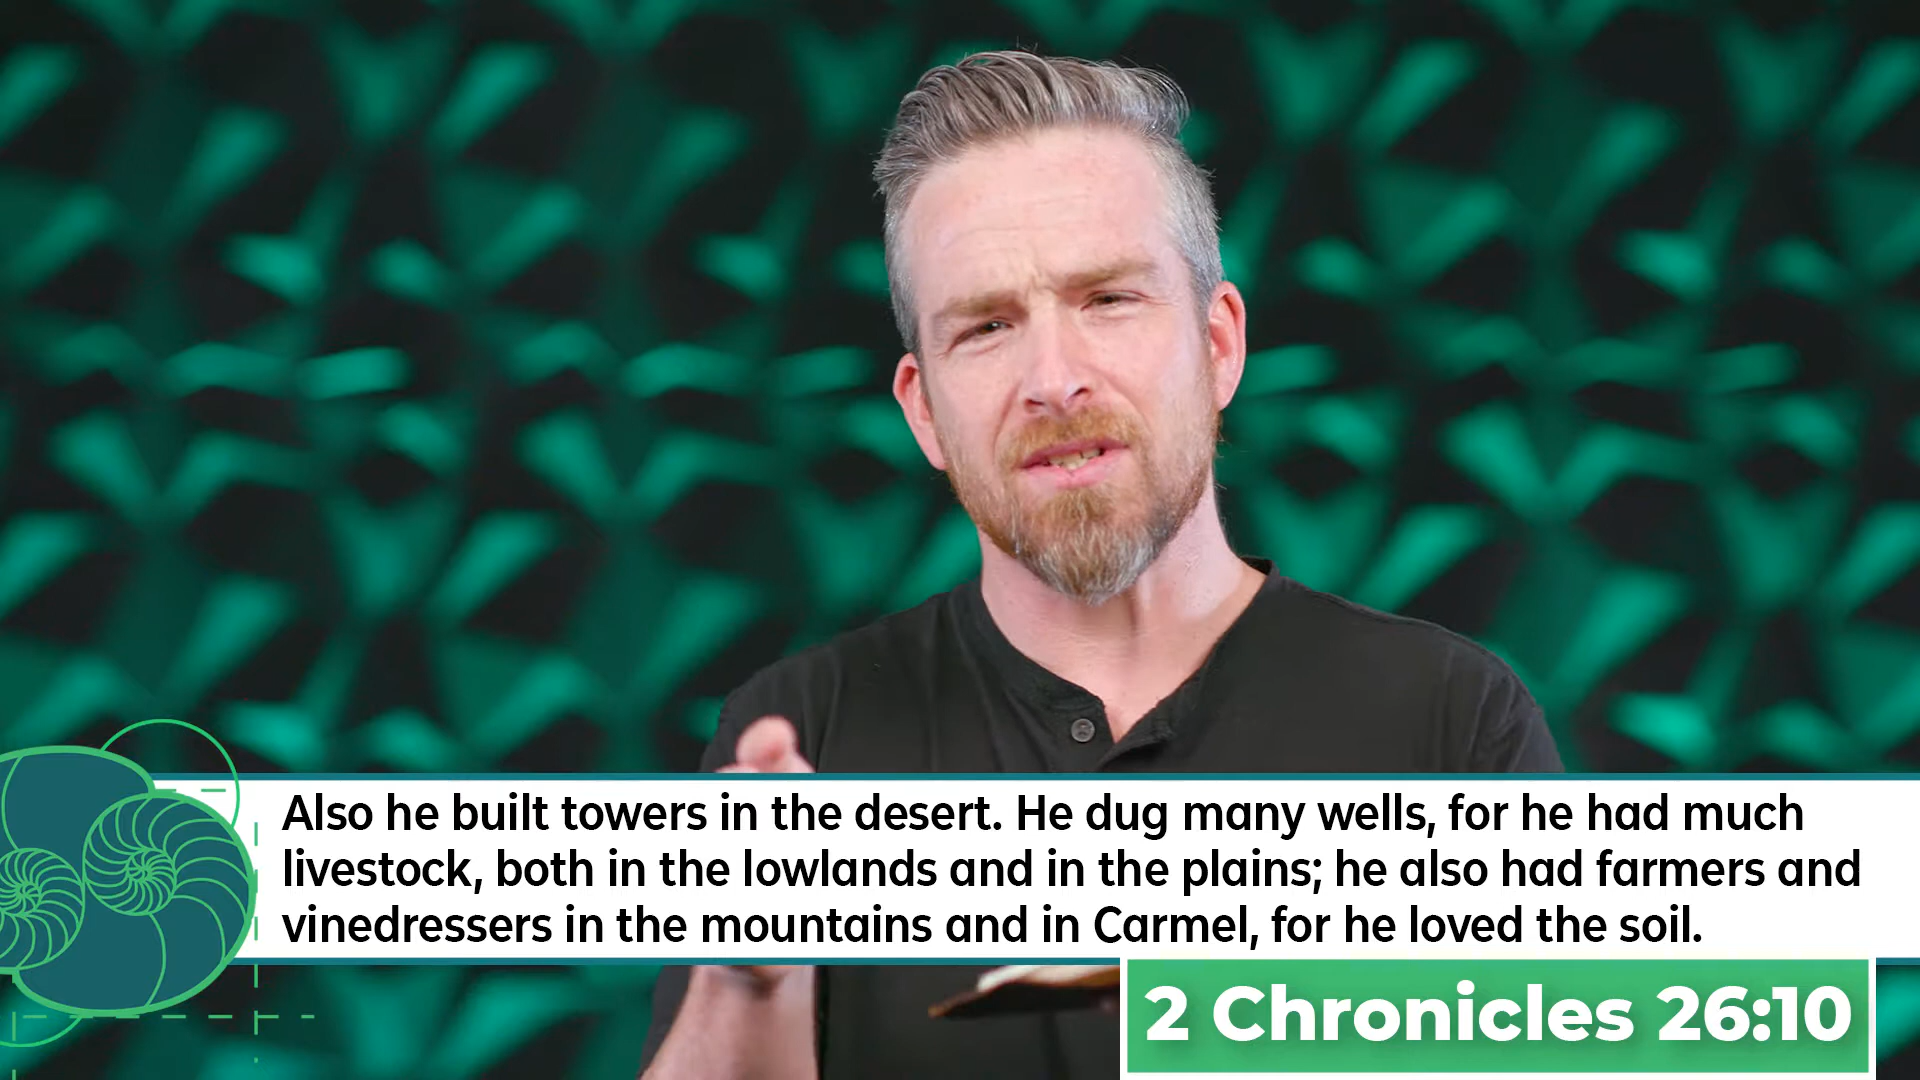 Also he built towers in the desert. He dug many wells, for he had much
livestock, both in the lowlands and in the plains; he also had farmers and
vinedressers in the mountains and in Carmel, for he loved the soil.
2 Chronicles 26:10